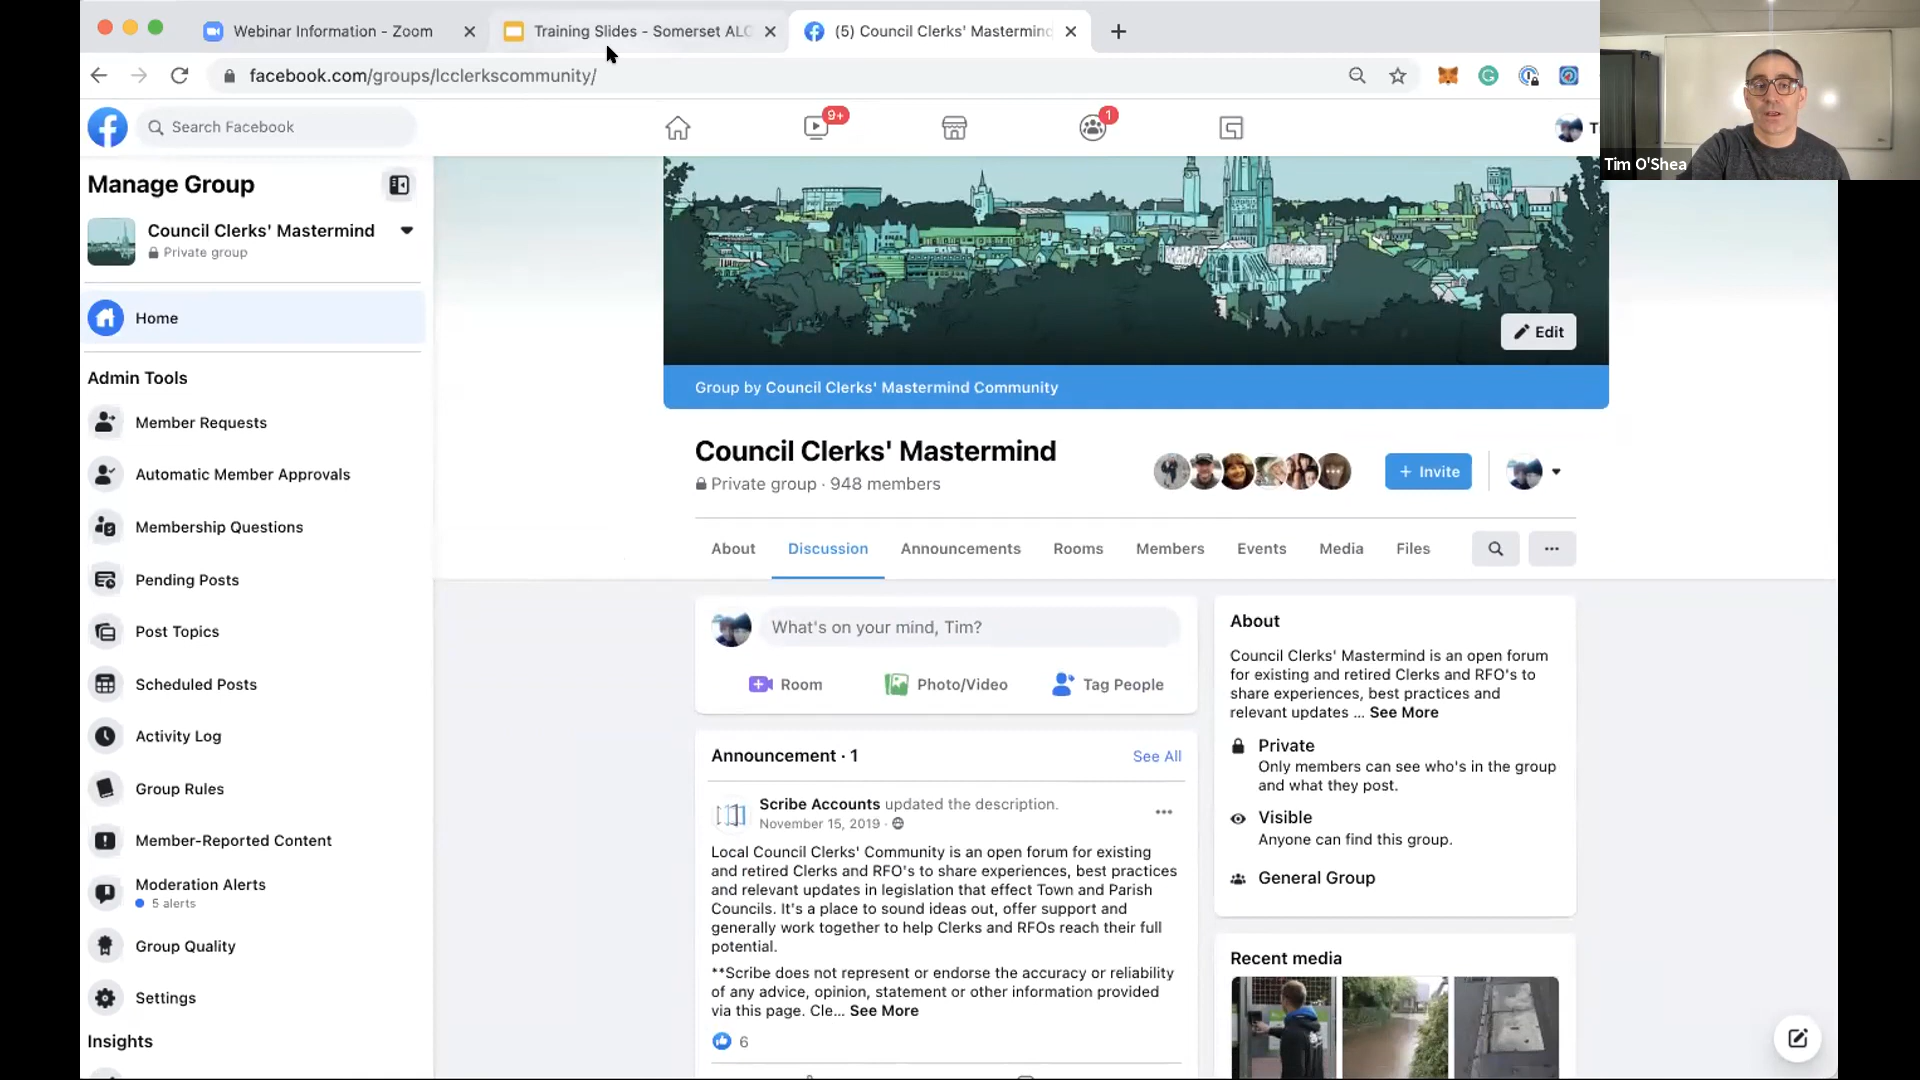 Webinar Information - Zoom
Training Slides - Somerset ALC
(5) Council Clerks' Mastermind
facebook.com/groups/lcclerkscommunity/
Search Facebook
9+
1
T
Tim O'Shea
Manage Group
Council Clerks' Mastermind
Private group
Home
Admin Tools
Member Requests
Automatic Member Approvals
Membership Questions
Pending Posts
Post Topics
Scheduled Posts
Activity Log
Group Rules
Member-Reported Content
Moderation Alerts
5 alerts
Group Quality
Settings
Insights
Edit
Group by Council Clerks' Mastermind Community
Council Clerks' Mastermind
Private group · 948 members
+ Invite
About
Discussion
Announcements
Rooms
Members
Events
Media
Files
What's on your mind, Tim?
Room
Photo/Video
Tag People
Announcement · 1
See All
Scribe Accounts updated the description.
November 15, 2019 ·
Local Council Clerks' Community is an open forum for existing
and retired Clerks and RFO's to share experiences, best practices
and relevant updates in legislation that effect Town and Parish
Councils. It's a place to sound ideas out, offer support and
generally work together to help Clerks and RFOs reach their full
potential.
**Scribe does not represent or endorse the accuracy or reliability
of any advice, opinion, statement or other information provided
via this page. Cle... See More
6
About
Council Clerks' Mastermind is an open forum
for existing and retired Clerks and RFO's to
share experiences, best practices and
relevant updates ... See More
Private
Only members can see who's in the group
and what they post.
Visible
Anyone can find this group.
General Group
Recent media